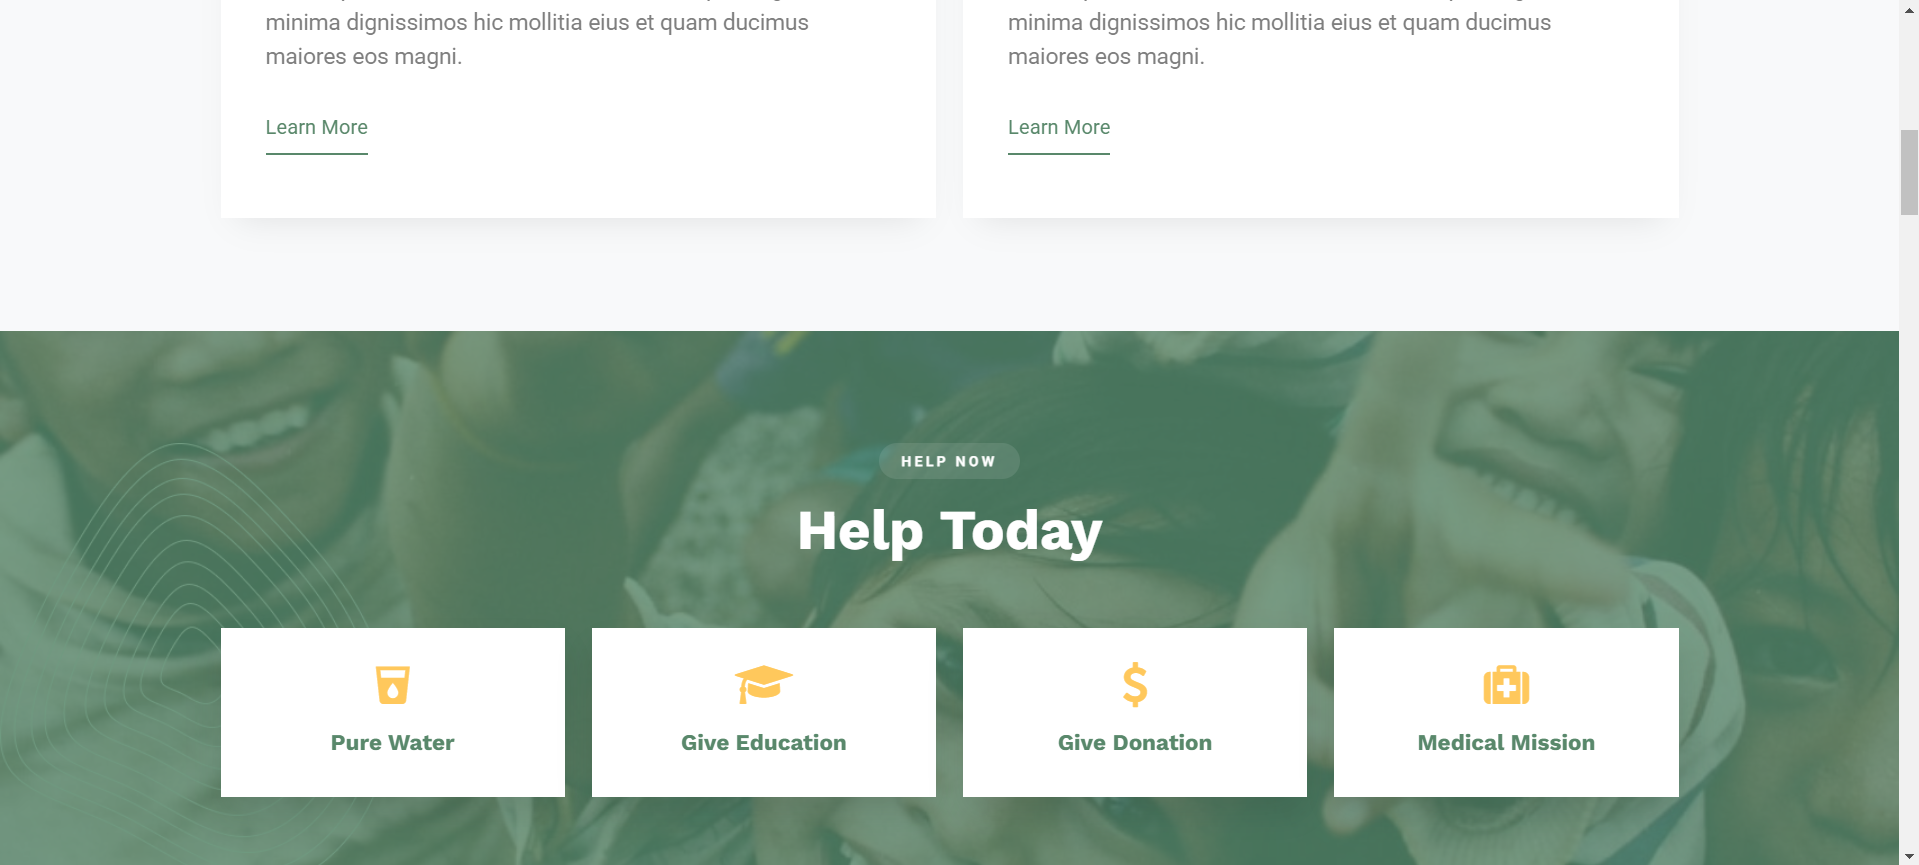 minima dignissimos hic mollitia eius et quam ducimus
maiores eos magni.
Learn More
minima dignissimos hic mollitia eius et quam ducimus
maiores eos magni.
Learn More
HELP NOW
Help Today
Pure Water
Give Education
Give Donation
Medical Mission